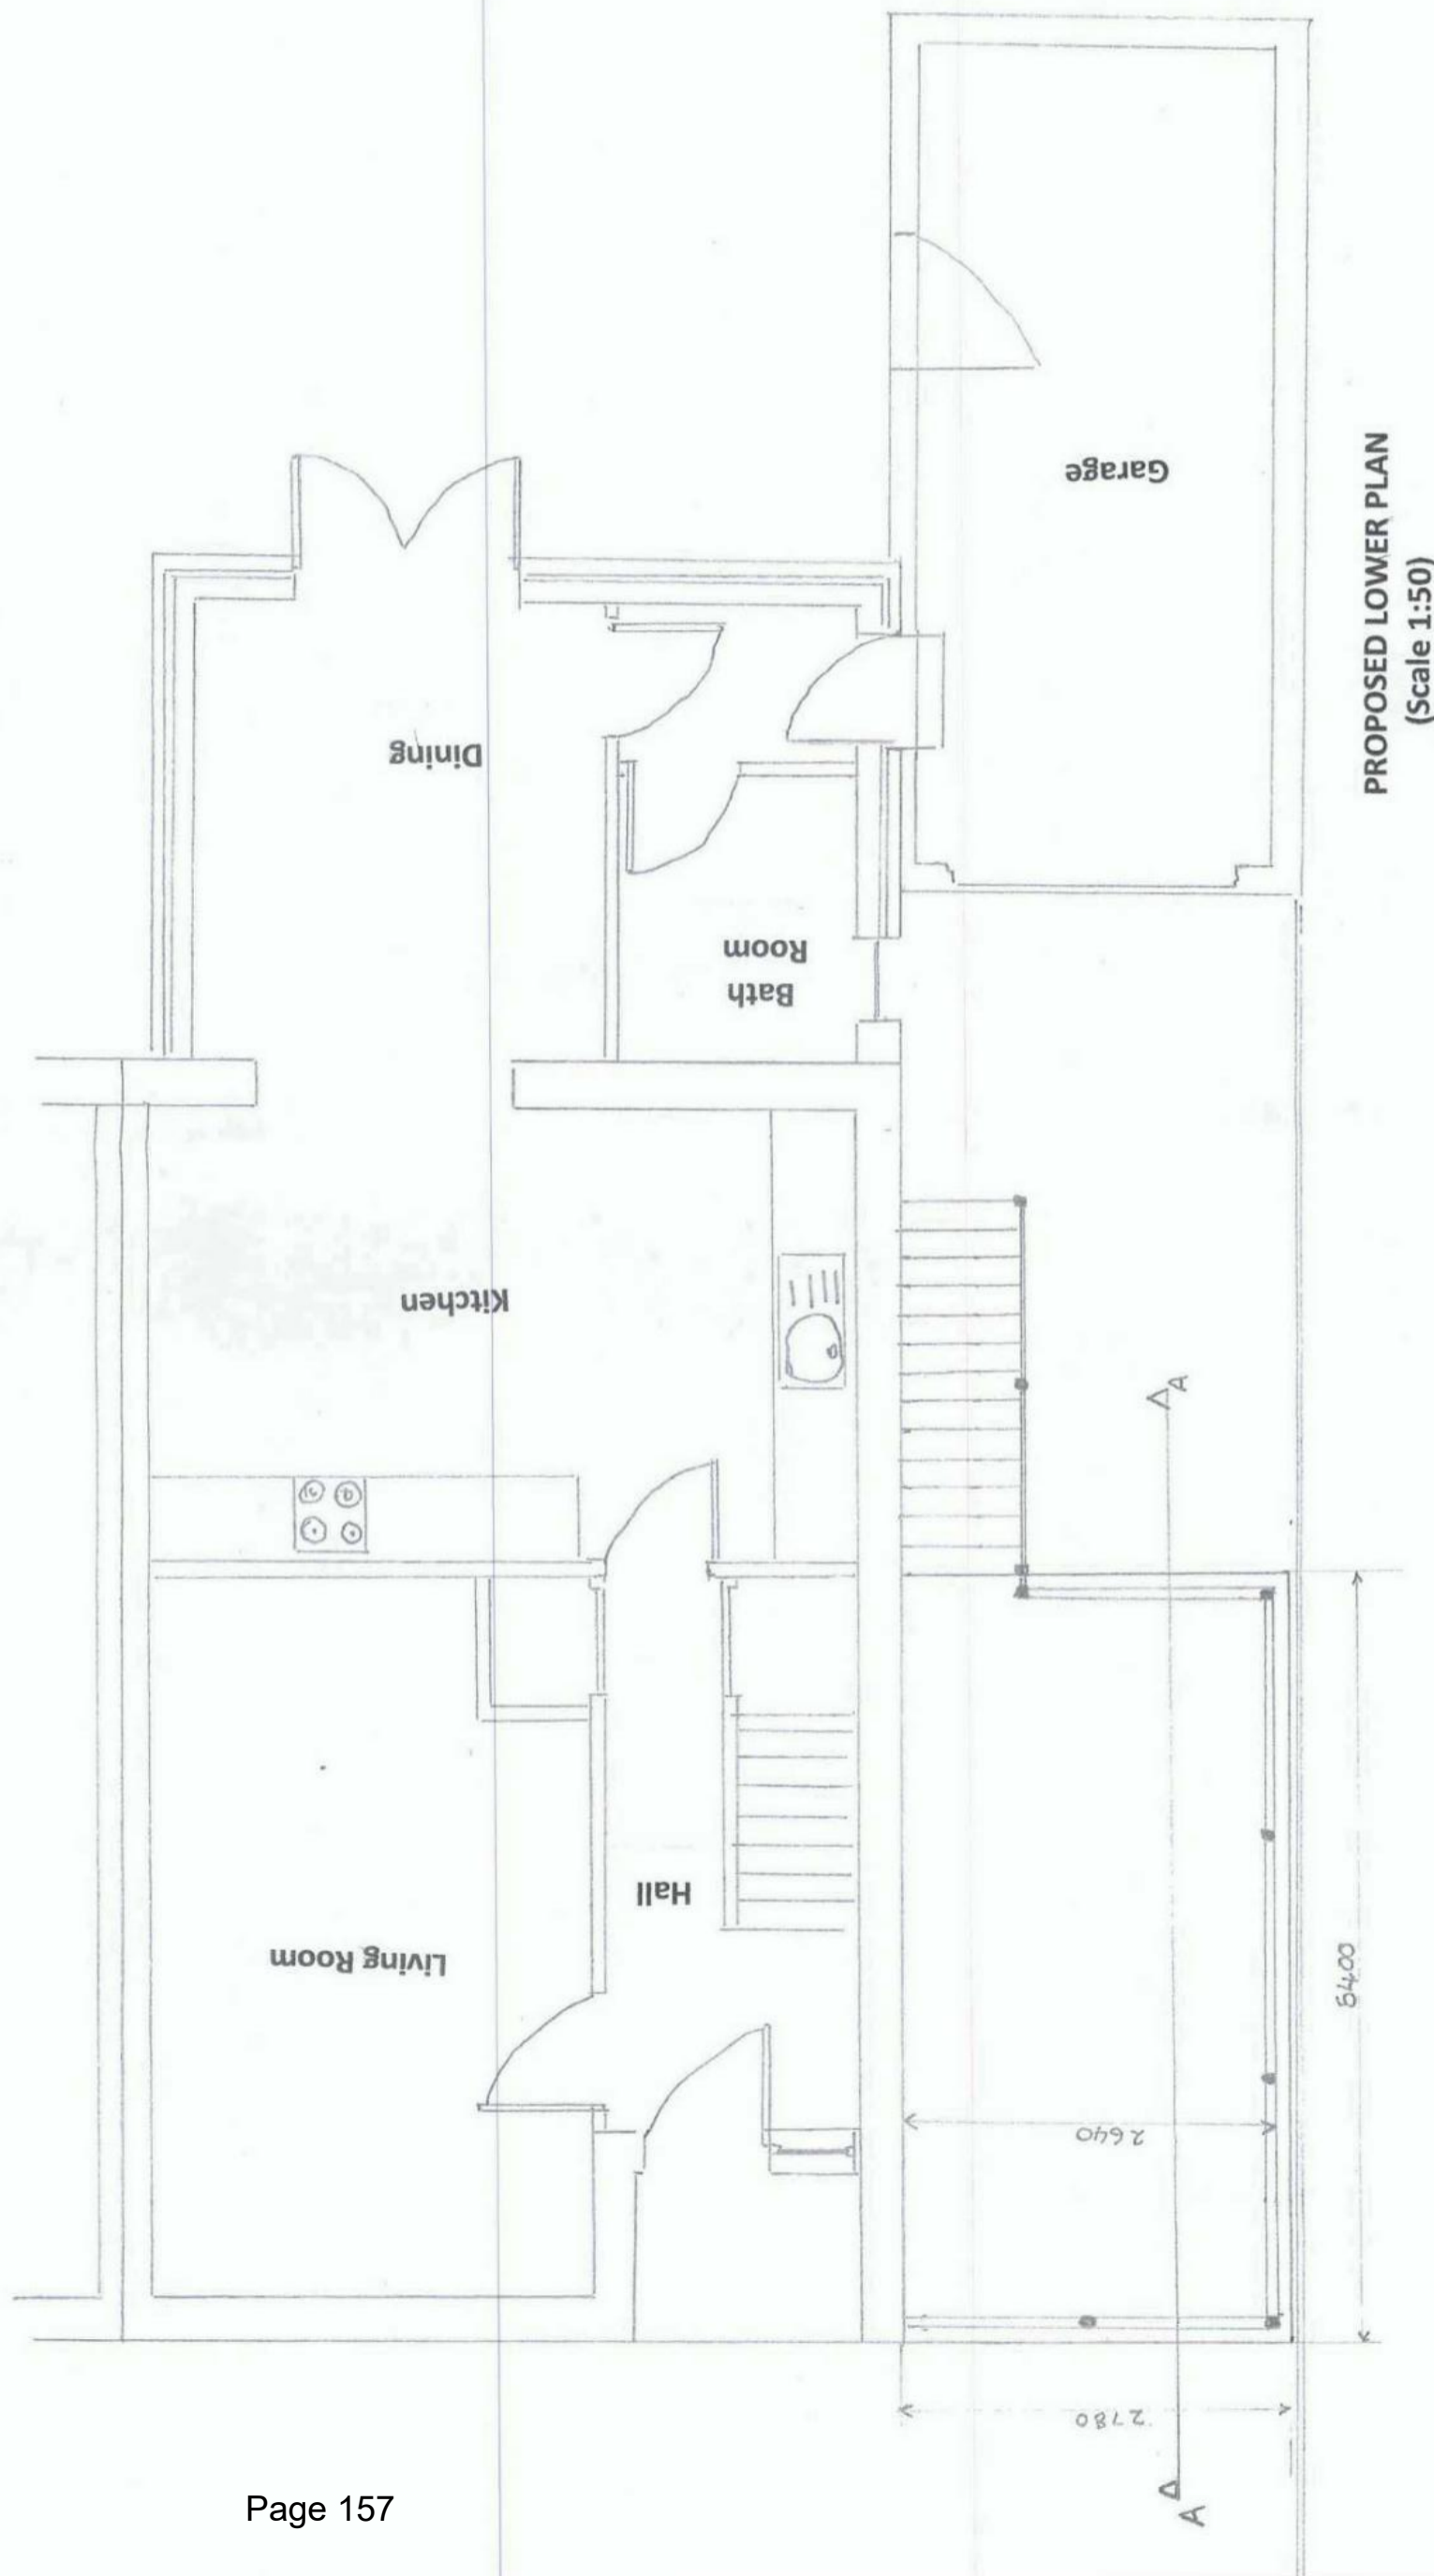 Garage
Dining
Bath
Room
Kitchen
Hall
Living Room
A
A
5400
2640
2780
PROPOSED LOWER PLAN
(Scale 1:50)
Page 157